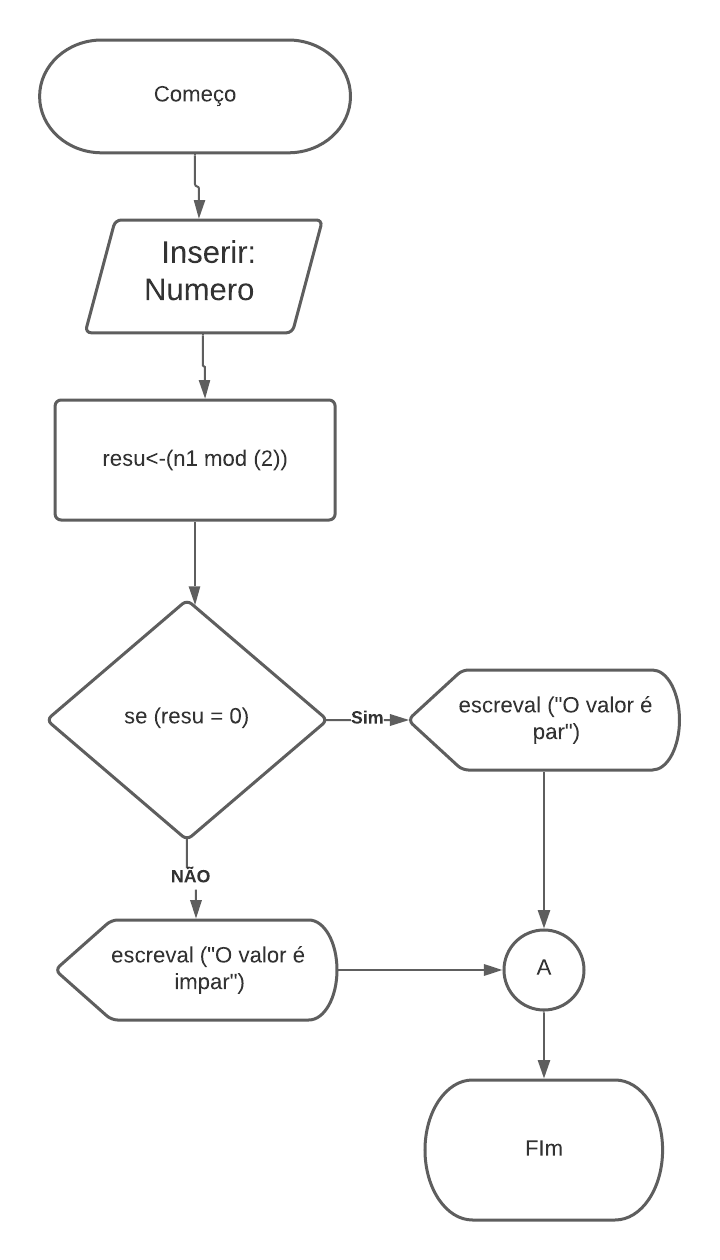 Começo
Inserir:
Numero
resu<-(n1 mod (2))
se (resu = 0)
Sim
escreval ("O valor é
par")
NÃO
escreval ("O valor é
impar")
A
FIm